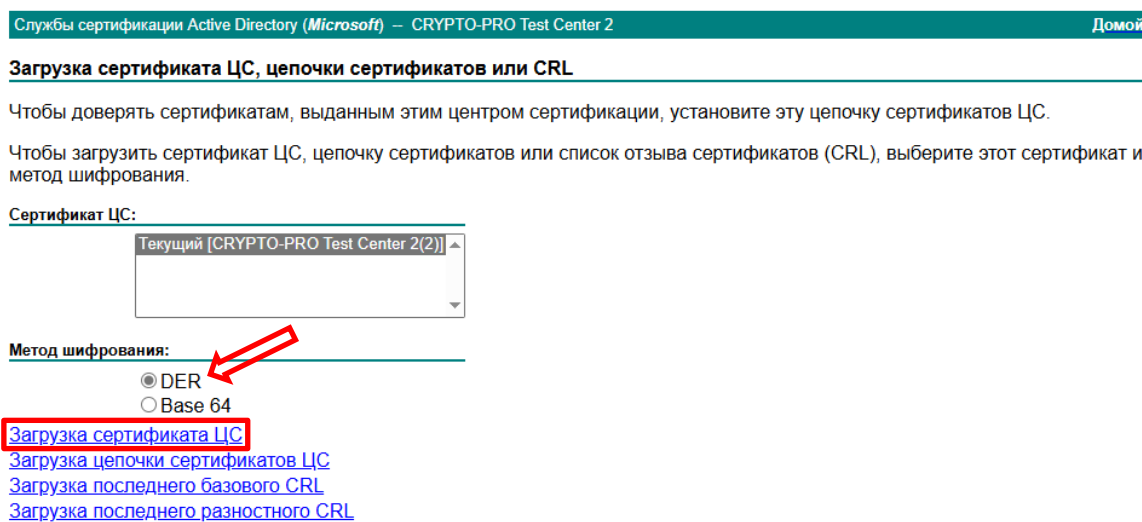 Службы сертификации Active Directory (Microsoft) -- CRYPTO-PRO Test Center 2 Домой
Загрузка сертификата ЦС, цепочки сертификатов или CRL
Чтобы доверять сертификатам, выданным этим центром сертификации, установите эту цепочку сертификатов ЦС.
Чтобы загрузить сертификат ЦС, цепочку сертификатов или список отзыва сертификатов (CRL), выберите этот сертификат и
метод шифрования.
Сертификат ЦС:
Текущий [CRYPTO-PRO Test Center 2(2)]
Метод шифрования:
DER
Base 64
Загрузка сертификата ЦС
Загрузка цепочки сертификатов ЦС
Загрузка последнего базового CRL
Загрузка последнего разностного CRL